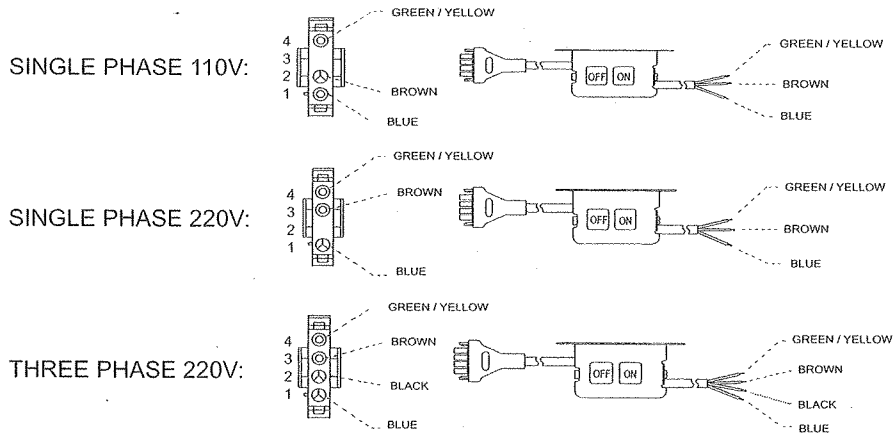 SINGLE PHASE 110V:
4
3
2
1
GREEN / YELLOW
BROWN
BLUE
OFF ON
GREEN / YELLOW
BROWN
BLUE
SINGLE PHASE 220V:
4
3
2
1
GREEN / YELLOW
BROWN
BLUE
OFF ON
GREEN / YELLOW
BROWN
BLUE
THREE PHASE 220V:
4
3
2
1
GREEN / YELLOW
BROWN
BLACK
BLUE
OFF ON
GREEN / YELLOW
BROWN
BLACK
BLUE